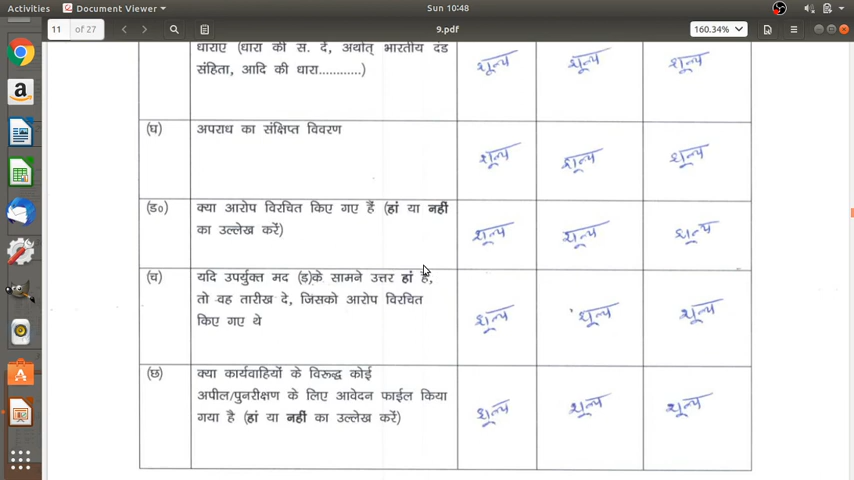 Activities Document Viewer Sun 10:48
11 of 27 9.pdf 160.34%
धाराए (धारा की स. दे, अर्थात् भारतीय दंड
संहिता, आदि की धारा............)
शून्य शून्य शून्य
(घ) अपराध का संक्षिप्त विवरण
शून्य शून्य शून्य
(ड०) क्या आरोप विरचित किए गए हैं (हां या नहीं
का उल्लेख करें)
शून्य शून्य शून्य
(च) यदि उपर्युक्त मद (ड)के सामने उत्तर हां है,
तो वह तारीख दे, जिसको आरोप विरचित
किए गए थे
शून्य शून्य शून्य
(छ) क्या कार्यवाहियों के विरूद्ध कोई
अपील/पुनरीक्षण के लिए आवेदन फाईल किया
गया है (हां या नहीं का उल्लेख करें)
शून्य शून्य शून्य